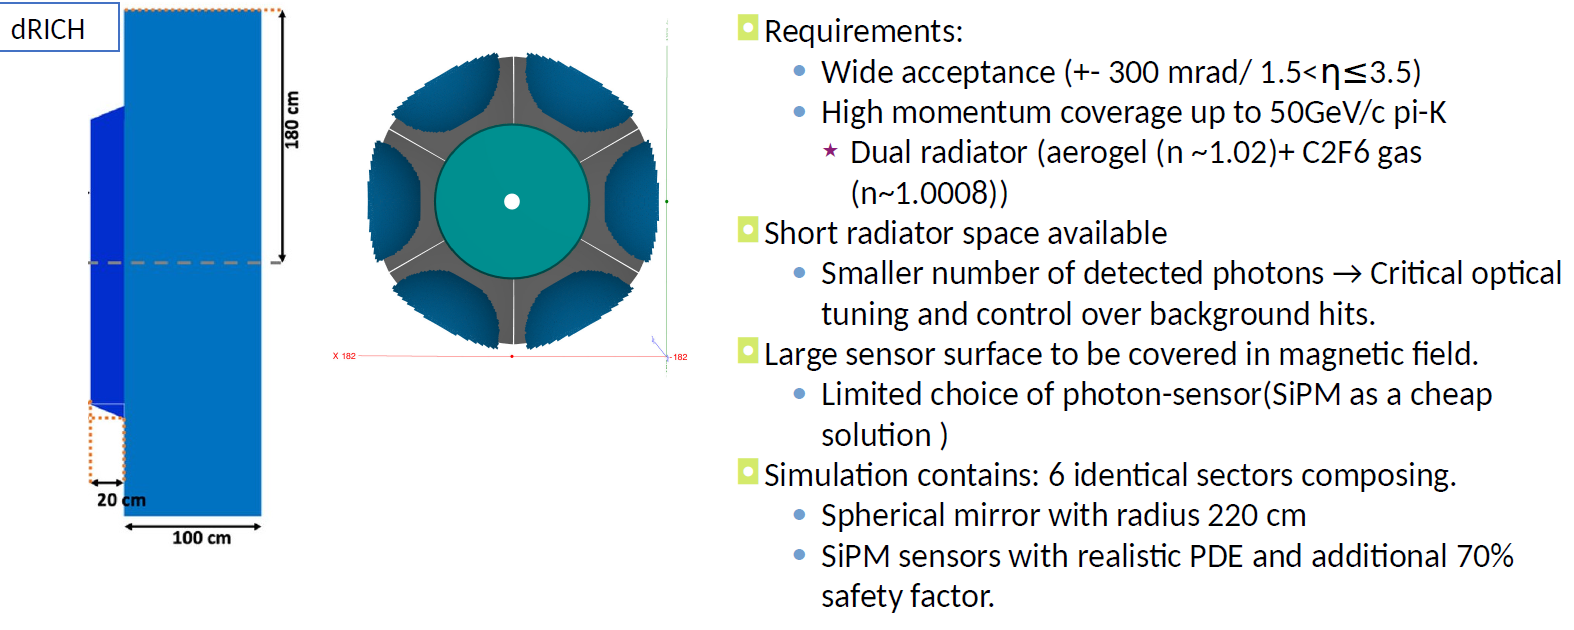 dRICH
180 cm
20 cm
100 cm
X 182
-182
Requirements:
Wide acceptance (+- 300 mrad/ 1.5<η≤3.5)
High momentum coverage up to 50GeV/c pi-K
★ Dual radiator (aerogel (n ~1.02)+ C2F6 gas
(n~1.0008))
Short radiator space available
• Smaller number of detected photons → Critical optical
tuning and control over background hits.
Large sensor surface to be covered in magnetic field.
• Limited choice of photon-sensor(SiPM as a cheap
solution )
Simulation contains: 6 identical sectors composing.
• Spherical mirror with radius 220 cm
• SiPM sensors with realistic PDE and additional 70%
safety factor.